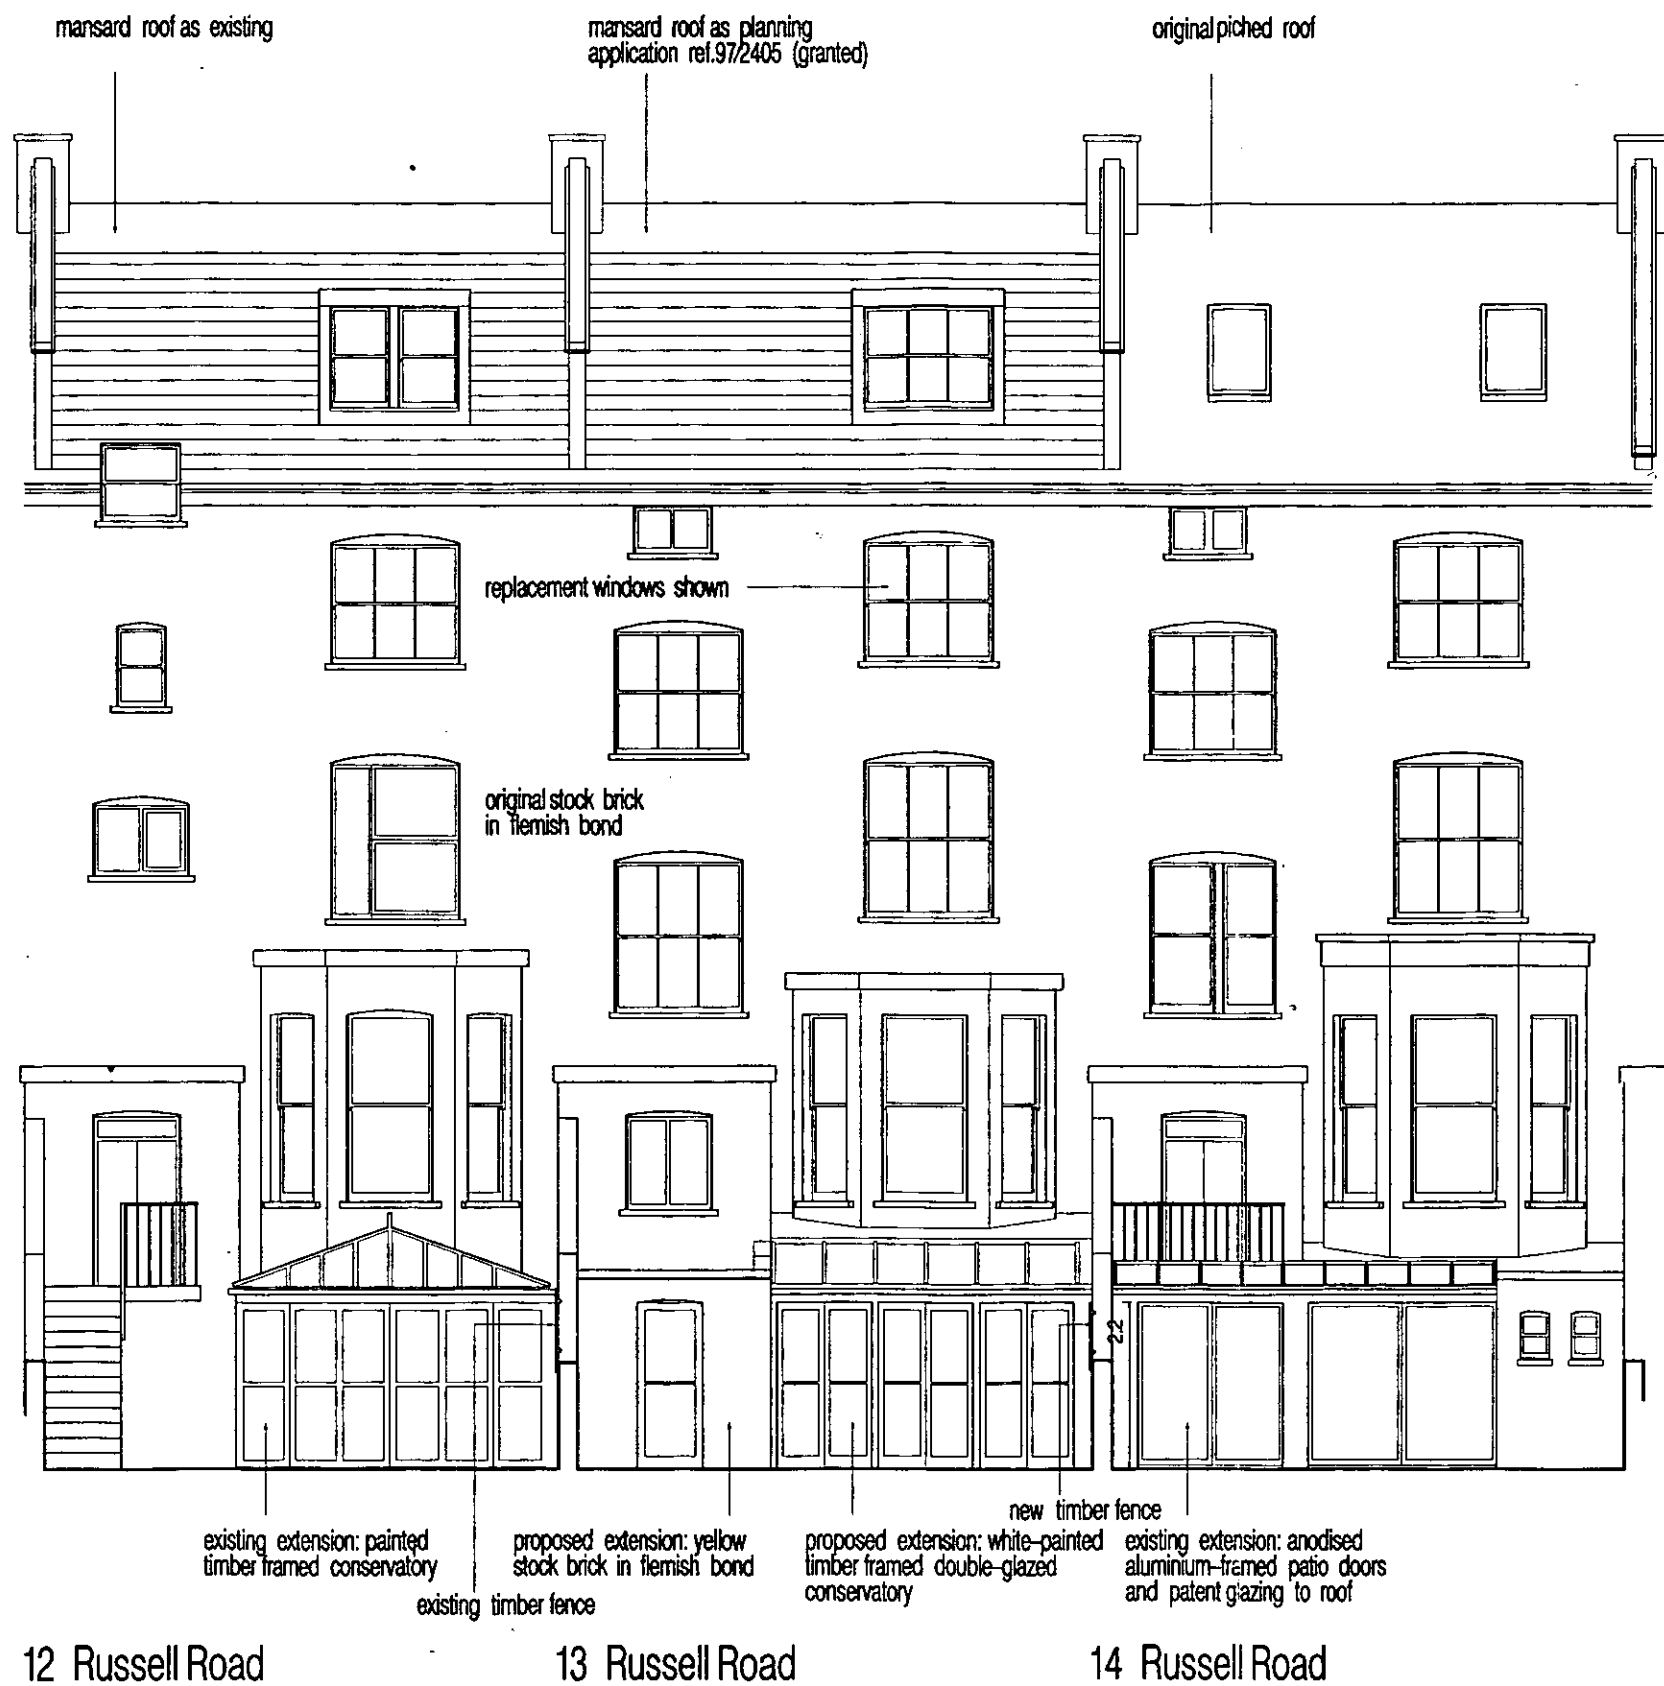 mansard roof as existing
mansard roof as planning
application ref.97/2405 (granted)
original piched roof
replacement windows shown
original stock brick
in flemish bond
2.2
new timber fence
existing extension: painted
timber framed conservatory
proposed extension: yellow
stock brick in flemish bond
proposed extension: white-painted
timber framed double-glazed
conservatory
existing extension: anodised
aluminium-framed patio doors
and patent glazing to roof
existing timber fence
12 Russell Road
13 Russell Road
14 Russell Road